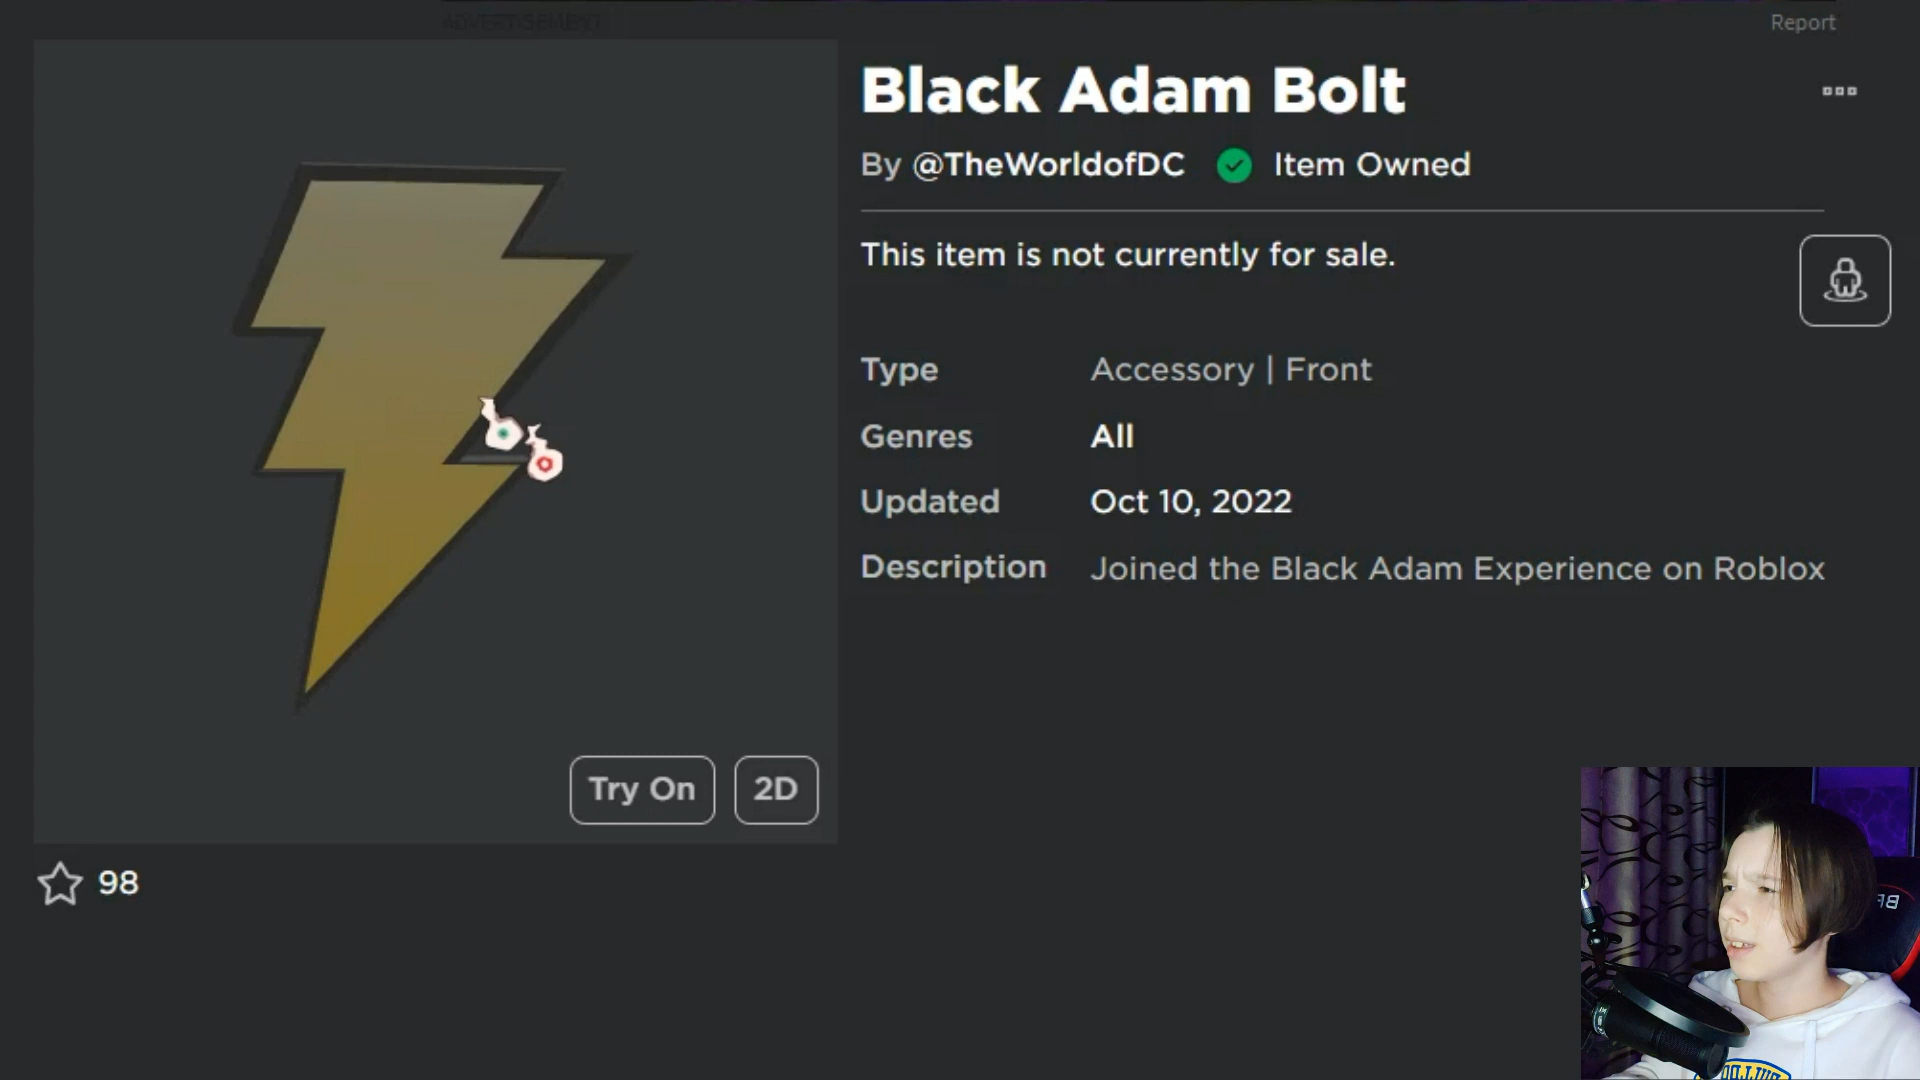 ADVERTISEMENT
Report
Black Adam Bolt
By @TheWorldofDC Item Owned
This item is not currently for sale.
Type Accessory | Front
Genres All
Updated Oct 10, 2022
Description Joined the Black Adam Experience on Roblox
Try On 2D
98